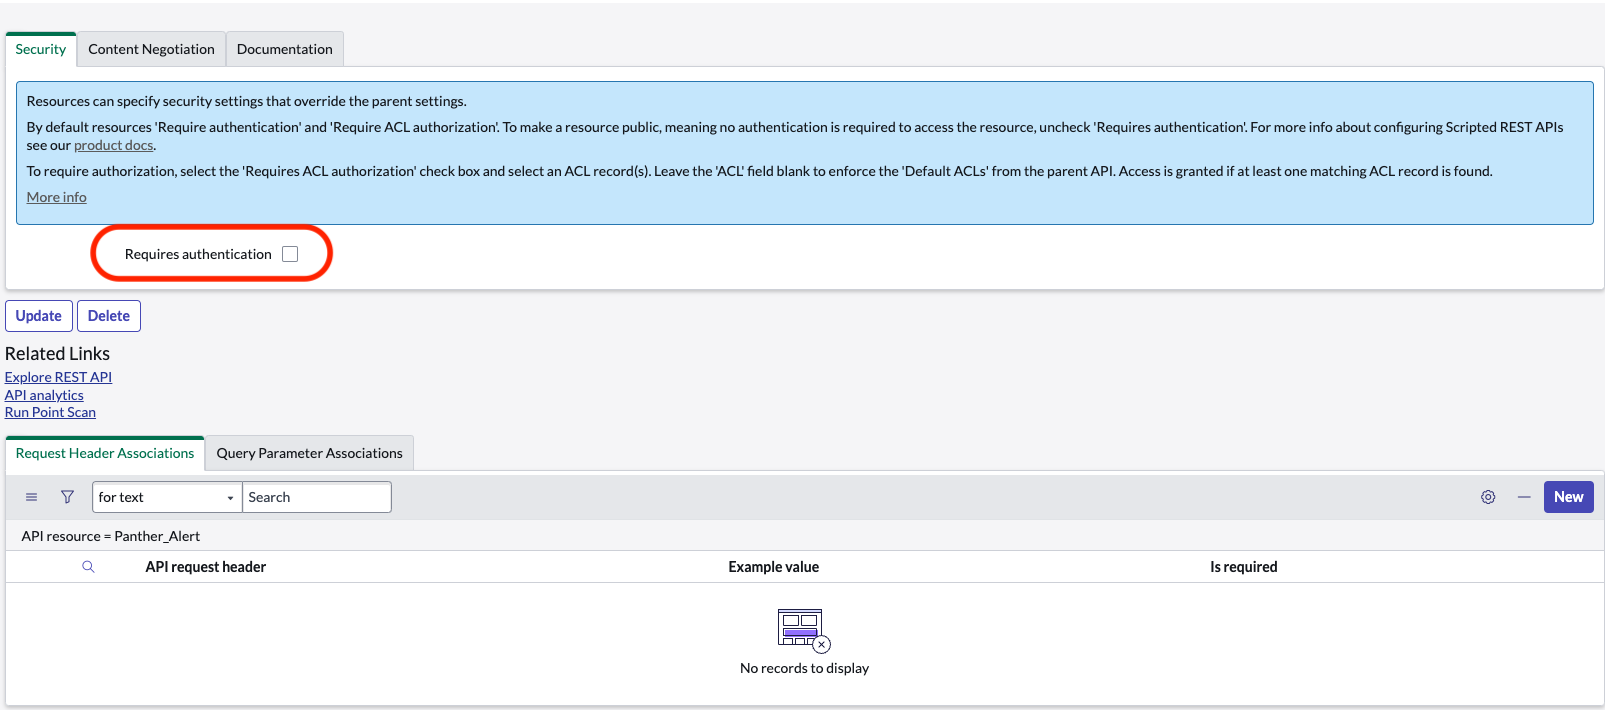 Security Content Negotiation Documentation
Resources can specify security settings that override the parent settings.
By default resources 'Require authentication' and 'Require ACL authorization'. To make a resource public, meaning no authentication is required to access the resource, uncheck 'Requires authentication'. For more info about configuring Scripted REST APIs
see our product docs.
To require authorization, select the 'Requires ACL authorization' check box and select an ACL record(s). Leave the 'ACL' field blank to enforce the 'Default ACLs' from the parent API. Access is granted if at least one matching ACL record is found.
More info
Requires authentication
Update Delete
Related Links
Explore REST API
API analytics
Run Point Scan
Request Header Associations Query Parameter Associations
for text Search New
API resource = Panther_Alert
API request header Example value Is required
No records to display